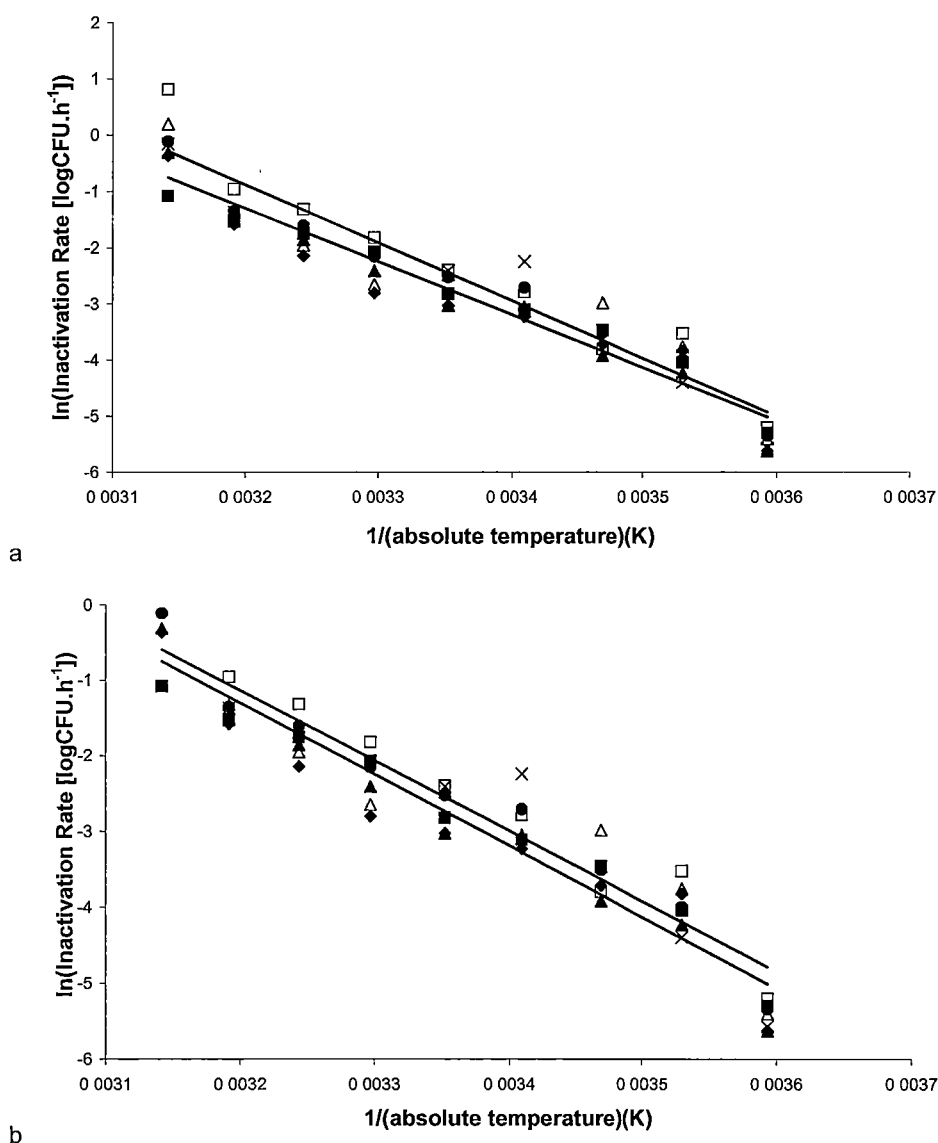 2
1
0
-1
-2
-3
-4
-5
-6
ln(Inactivation Rate [logCFU.h-1])
0 0031 0 0032 0 0033 0 0034 0 0035 0 0036 0 0037
1/(absolute temperature)(K)
a
0
-1
-2
-3
-4
-5
-6
ln(Inactivation Rate [logCFU.h-1])
0 0031 0 0032 0 0033 0 0034 0 0035 0 0036 0 0037
1/(absolute temperature)(K)
b